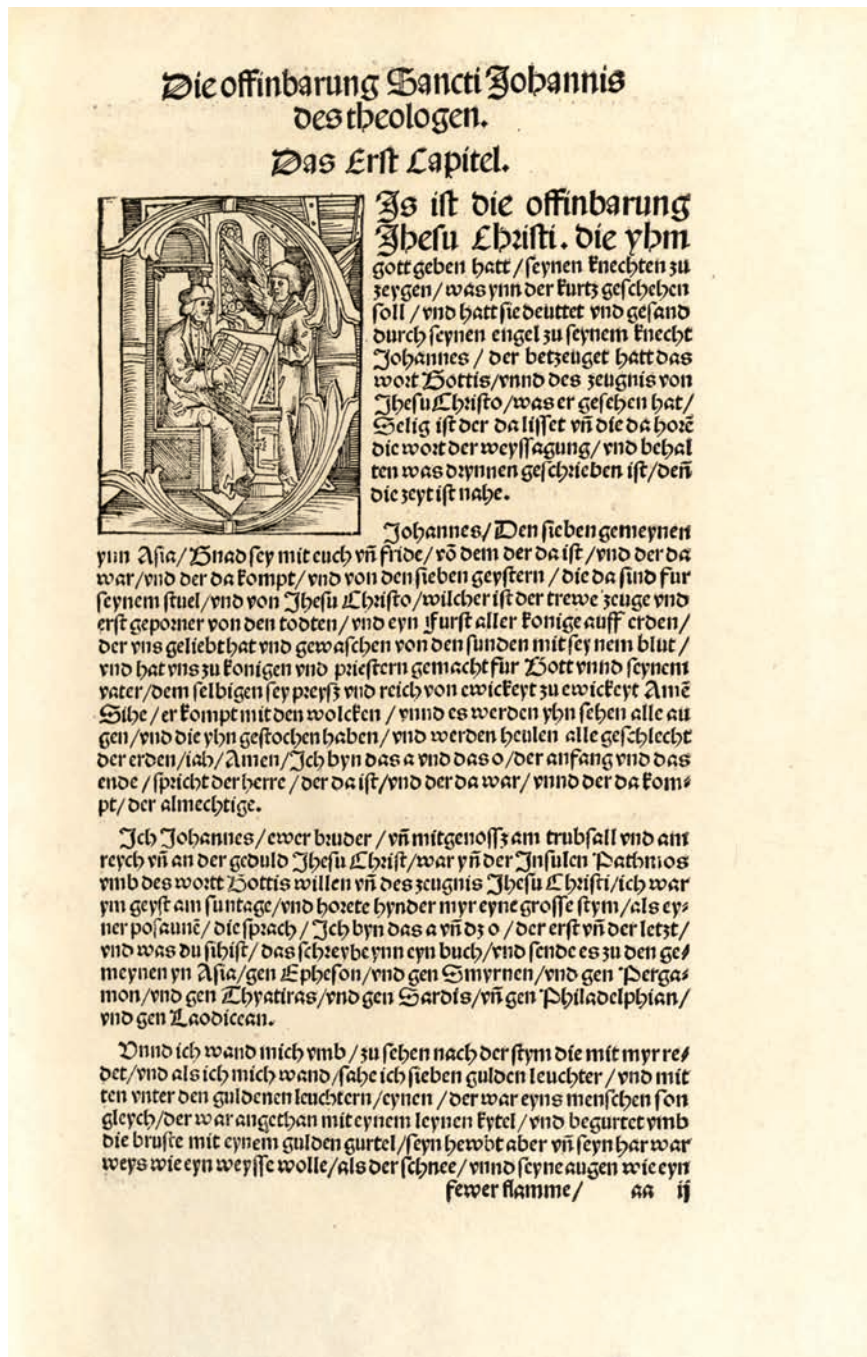 Die offinbarung Sancti Johannis
des theologen.
Das Erst Capitel.
DJs ist die offinbarung
Jhesu Christi. die yhm
gott geben hatt/seynen knechten zu
zeygen/was ynn der kurtz geschehen
soll/vnd hatt sie deuttet vnd gesand
durch seynen engel zu seynem knecht
Johannes/der betzeuget hatt das
wort Gottis/vnnd des zeugnis von
Jhesu Christo/was er gesehen hat/
Selig ist der da lisset vñ die da horẽ
die wort der weyssagung/vnd behal
ten was drynnen geschrieben ist/deñ
die zeyt ist nahe.
Johannes/Den sieben gemeynen
ynn Asia/Gnad sey mit euch vñ fride/võ dem der da ist/vnd der da
war/vnd der da kompt/vnd von den sieben geystern/die da sind fur
seynem stuel/vnd von Jhesu Christo/wilcher ist der trewe zeuge vnd
erst geporner von den todten/vnd eyn furst aller konige auff erden/
der vns geliebt hat vnd gewaschen von den sunden mit sey nem blut/
vnd hat vns zu konigen vnd priestern gemacht fur Gott vnnd seynem
vater/dem selbigen sey preysz vnd reich von ewickeyt zu ewickeyt Amẽ
Sihe/er kompt mit den wolcken/vnnd es werden yhn sehen alle au
gen/vnd die yhn gestochen haben/vnd werden heulen alle geschlecht
der erden/iah/Amen/Jch byn das a vnd das o/der anfang vnd das
ende/spricht der herre/der da ist/vnd der da war/vnnd der da kom⸗
pt/der almechtige.
Jch Johannes/ewer bruder/vñ mitgenossz am trubsall vnd am
reych vñ an der geduld Jhesu Christ/war yñ der Jnsulen Pathmos
vmb des wortt Gottis willen vñ des zeugnis Jhesu Christi/ich war
ym geyst am suntage/vnd horete hynder myr eyne grosse stym/als ey⸗
ner posaunẽ/die sprach/Jch byn das a vñ dz o/der erst vñ der letzt/
vnd was du sihist/das schreybe ynn eyn buch/vnd sende es zu den ge⸗
meynen yn Asia/gen Epheson/vnd gen Smyrnen/vnd gen Perga⸗
mon/vnd gen Thyatiras/vnd gen Sardis/vñ gen Philadelphian/
vnd gen Laodicean.
Vnnd ich wand mich vmb/zu sehen nach der stym die mit myr re⸗
det/vnd als ich mich wand/sahe ich sieben gulden leuchter/vnd mit
ten vnter den guldenen leuchtern/eynen/der war eyns menschen son
gleych/der war angethan mit eynem leynen kytel/vnd begurtet vmb
die bruste mit eynem gulden gurtel/seyn hewbt aber vñ seyn har war
weys wie eyn weysse wolle/als der schnee/vnnd seyne augen wie eyn
fewer flamme/ aa ij